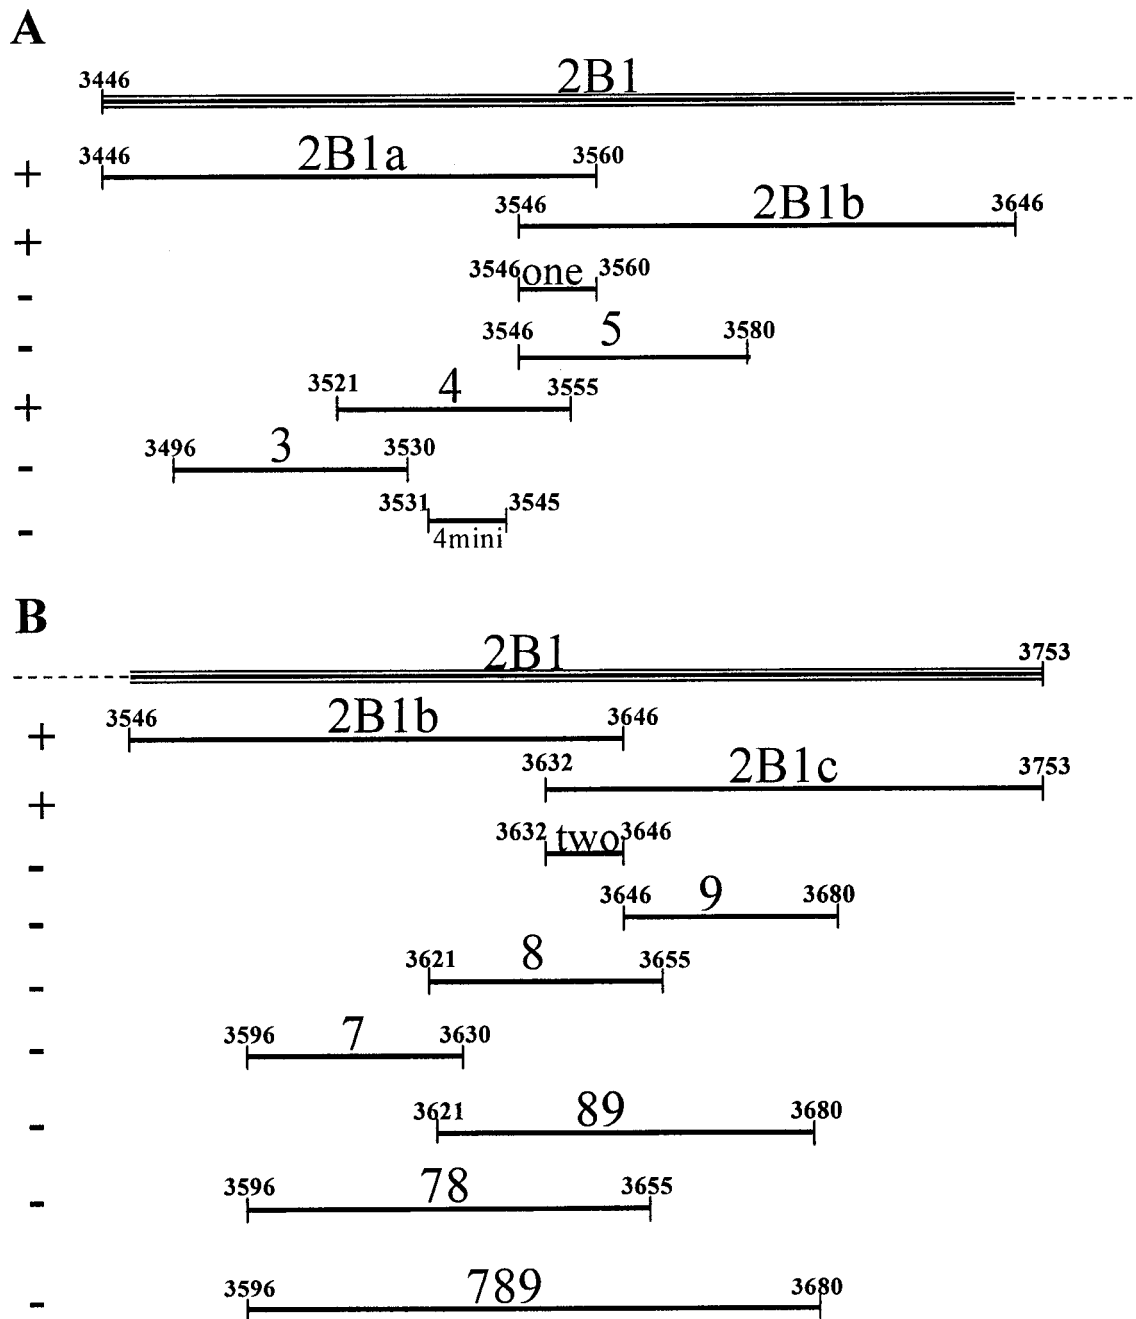 A
2B1
3446
3446 2B1a 3560
+
3546 2B1b 3646
+
3546 one 3560
-
3546 5 3580
-
3521 4 3555
+
3496 3 3530
-
3531 3545
4mini
-
B
2B1 3753
3546 2B1b 3646
+
3632 2B1c 3753
+
3632 two 3646
-
3646 9 3680
-
3621 8 3655
-
3596 7 3630
-
3621 89 3680
-
3596 78 3655
-
3596 789 3680
-